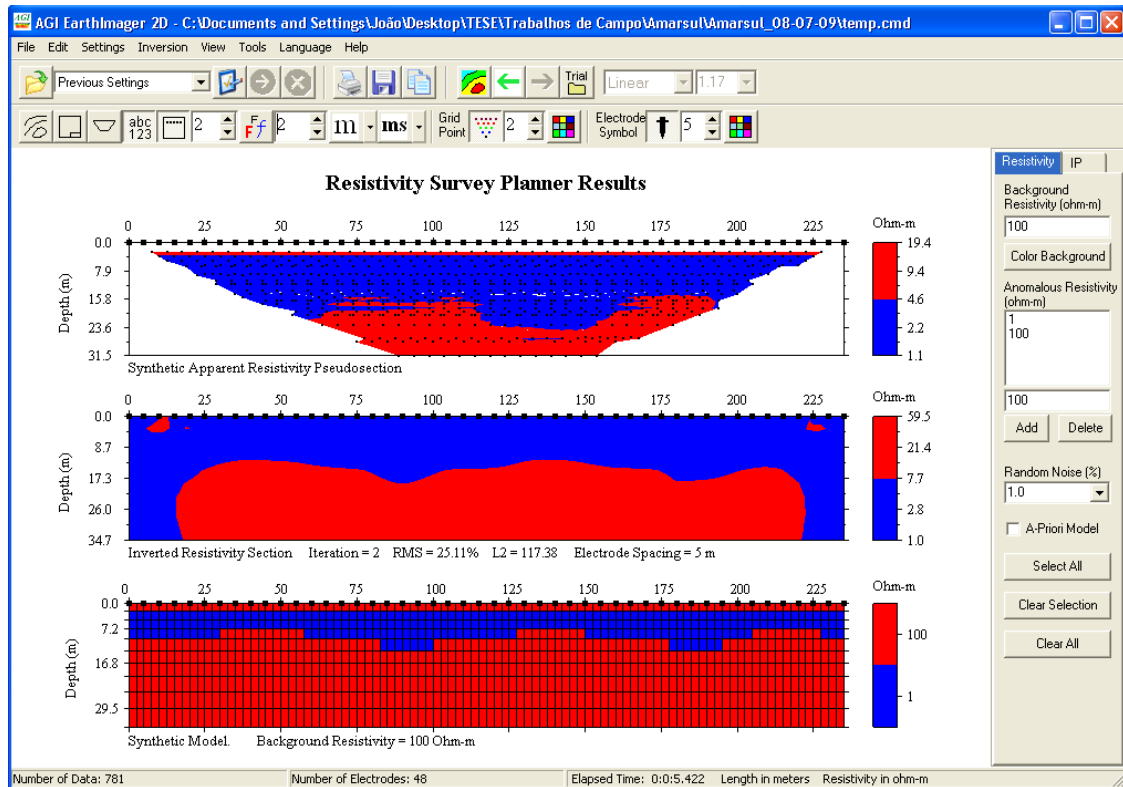 AGI EarthImager 2D - C:\Documents and Settings\João\Desktop\TESE\Trabalhos de Campo\Amarsul\Amarsul_08-07-09\temp.cmd
File Edit Settings Inversion View Tools Language Help
Previous Settings Trial Linear 1.17
abc 123 2 F F f 2 m ms Grid Point 2 Electrode Symbol 5
Resistivity Survey Planner Results
0 25 50 75 100 125 150 175 200 225 Ohm-m
0.0 19.4
7.9 9.4
15.8 4.6
23.6 2.2
31.5 1.1
Depth (m)
Synthetic Apparent Resistivity Pseudosection
0 25 50 75 100 125 150 175 200 225 Ohm-m
0.0 59.5
8.7 21.4
17.3 7.7
26.0 2.8
34.7 1.0
Depth (m)
Inverted Resistivity Section Iteration = 2 RMS = 25.11% L2 = 117.38 Electrode Spacing = 5 m
0 25 50 75 100 125 150 175 200 225 Ohm-m
0.0
7.2 100
16.8
29.5 1
Depth (m)
Synthetic Model. Background Resistivity = 100 Ohm-m
Resistivity IP
Background
Resistivity (ohm-m)
100
Color Background
Anomalous Resistivity
(ohm-m)
1
100
100
Add Delete
Random Noise (%)
1.0
A-Priori Model
Select All
Clear Selection
Clear All
Number of Data: 781 Number of Electrodes: 48 Elapsed Time: 0:0:5.422 Length in meters Resistivity in ohm-m